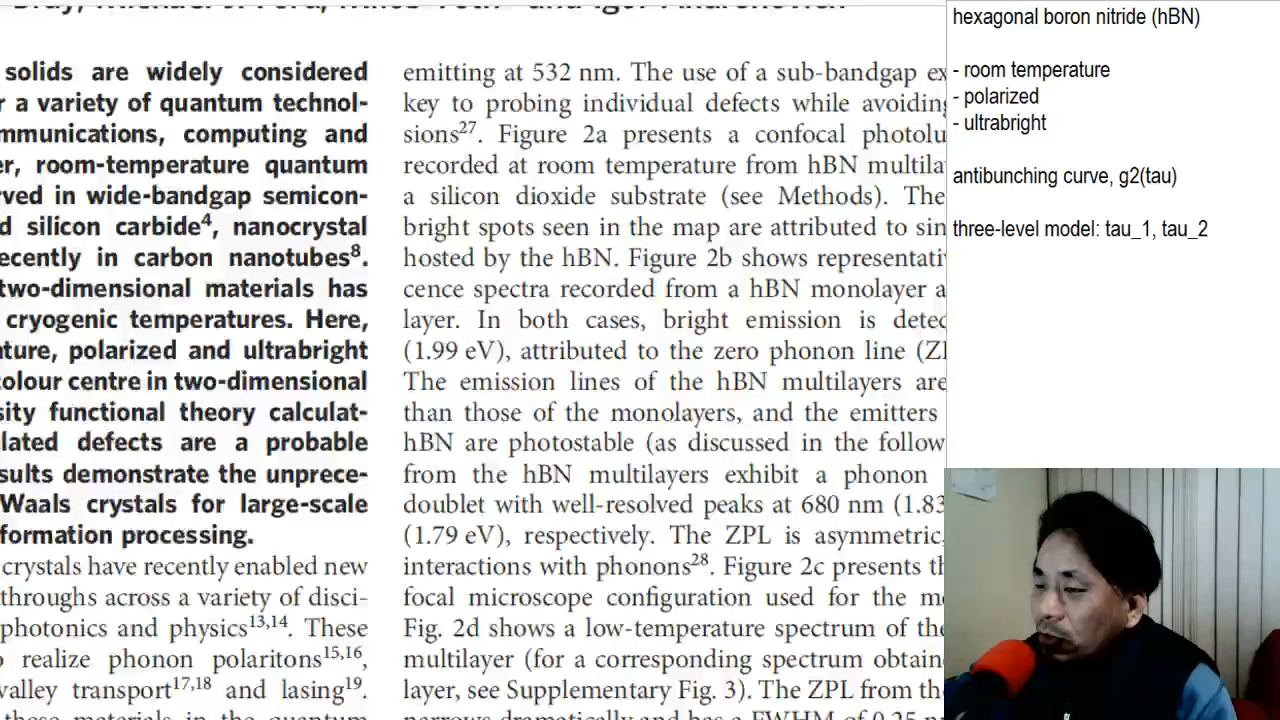 solids are widely considered
a variety of quantum technol-
computing and
room-temperature quantum
in wide-bandgap semicon-
silicon carbide4, nanocrystal
in carbon nanotubes8.
two-dimensional materials has
cryogenic temperatures. Here,
polarized and ultrabright
colour centre in two-dimensional
functional theory calculat-
defects are a probable
demonstrate the unprece-
Waals crystals for large-scale
processing.
crystals have recently enabled new
across a variety of disci-
photonics and physics13,14. These
realize phonon polaritons15,16,
valley transport17,18 and lasing19.
emitting at 532 nm. The use of a sub-bandgap ex
key to probing individual defects while avoiding
sions27. Figure 2a presents a confocal photolu
recorded at room temperature from hBN multila
a silicon dioxide substrate (see Methods). The
bright spots seen in the map are attributed to sin
hosted by the hBN. Figure 2b shows representati
cence spectra recorded from a hBN monolayer a
layer. In both cases, bright emission is detec
(1.99 eV), attributed to the zero phonon line (Z
The emission lines of the hBN multilayers are
than those of the monolayers, and the emitters
hBN are photostable (as discussed in the follow
from the hBN multilayers exhibit a phonon
doublet with well-resolved peaks at 680 nm (1.83
(1.79 eV), respectively. The ZPL is asymmetric,
interactions with phonons28. Figure 2c presents th
focal microscope configuration used for the m
Fig. 2d shows a low-temperature spectrum of the
multilayer (for a corresponding spectrum obtain
layer, see Supplementary Fig. 3). The ZPL from th
narrows dramatically and has a FWHM of 0.25
hexagonal boron nitride (hBN)
- room temperature
- polarized
- ultrabright
antibunching curve, g2(tau)
three-level model: tau_1, tau_2